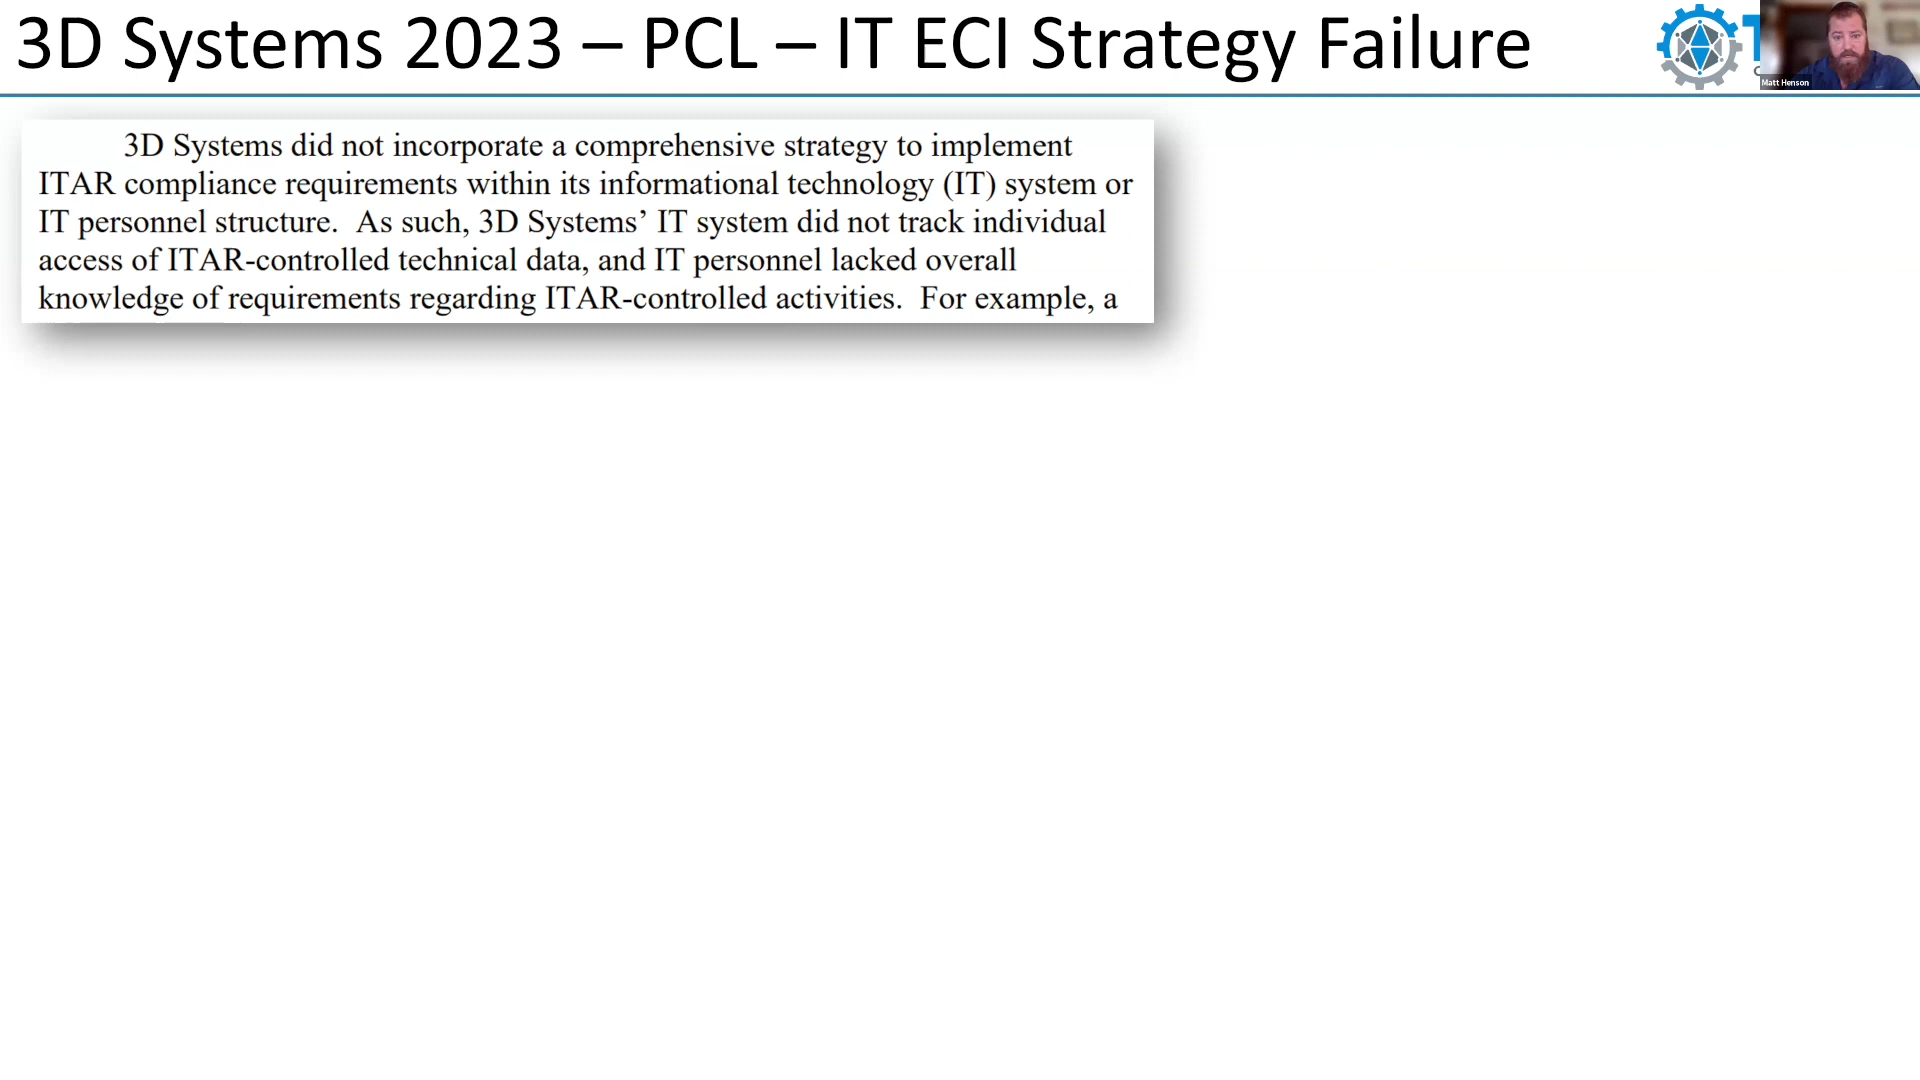 3D Systems 2023 – PCL – IT ECI Strategy Failure
Matt Henson
3D Systems did not incorporate a comprehensive strategy to implement
ITAR compliance requirements within its informational technology (IT) system or
IT personnel structure.  As such, 3D Systems’ IT system did not track individual
access of ITAR-controlled technical data, and IT personnel lacked overall
knowledge of requirements regarding ITAR-controlled activities.  For example, a